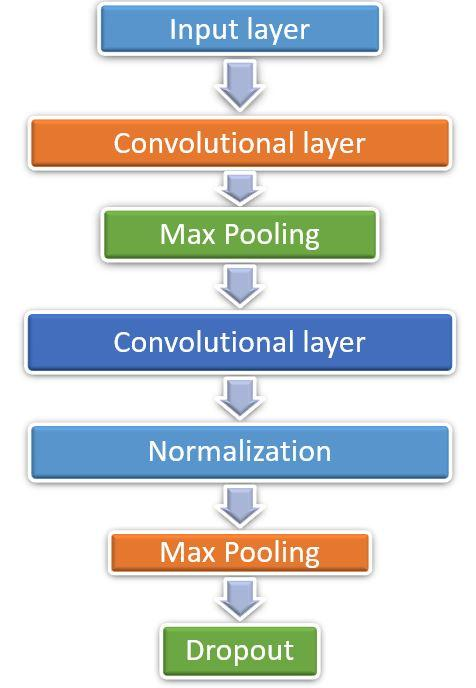 Input layer
Convolutional layer
Max Pooling
Convolutional layer
Normalization
Max Pooling
Dropout